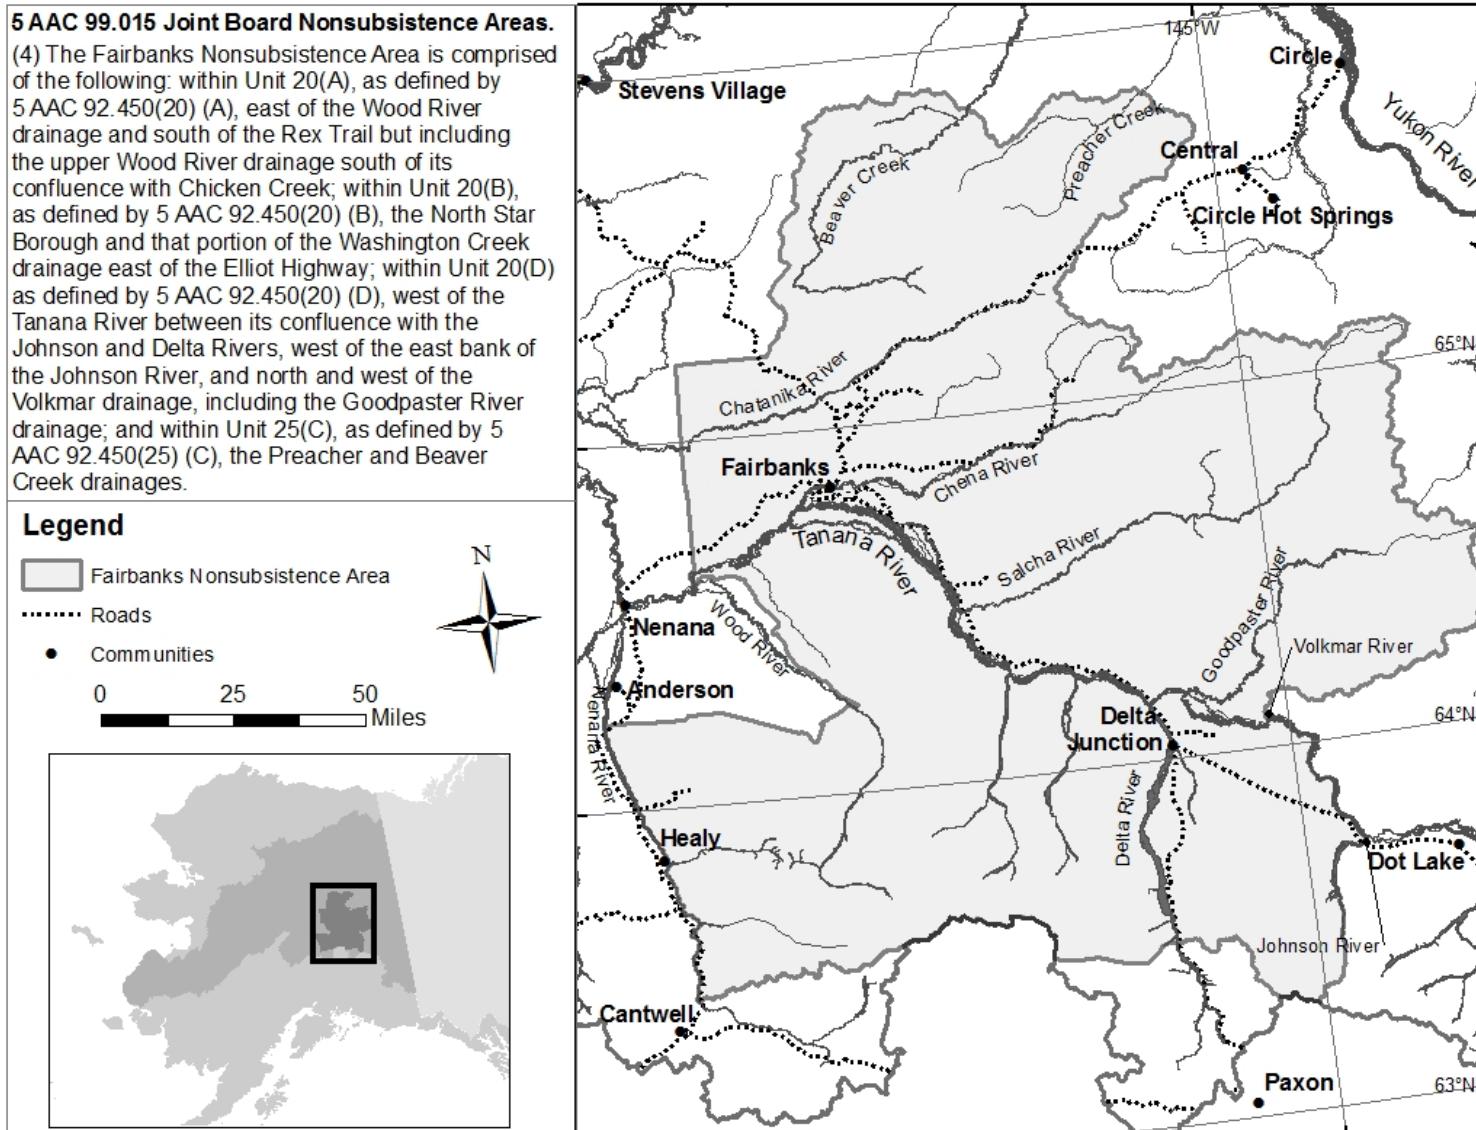 5 AAC 99.015 Joint Board Nonsubsistence Areas.
(4) The Fairbanks Nonsubsistence Area is comprised
of the following: within Unit 20(A), as defined by
5 AAC 92.450(20) (A), east of the Wood River
drainage and south of the Rex Trail but including
the upper Wood River drainage south of its
confluence with Chicken Creek; within Unit 20(B),
as defined by 5 AAC 92.450(20) (B), the North Star
Borough and that portion of the Washington Creek
drainage east of the Elliot Highway; within Unit 20(D)
as defined by 5 AAC 92.450(20) (D), west of the
Tanana River between its confluence with the
Johnson and Delta Rivers, west of the east bank of
the Johnson River, and north and west of the
Volkmar drainage, including the Goodpaster River
drainage; and within Unit 25(C), as defined by 5
AAC 92.450(25) (C), the Preacher and Beaver
Creek drainages.
Legend
Fairbanks Nonsubsistence Area
Roads
Communities
N
0 25 50
Miles
145°W
Circle
Stevens Village
Yukon River
Preacher Creek
Central
Beaver Creek
Circle Hot Springs
65°N
Chatanika River
Fairbanks
Chena River
Tanana River
Salcha River
Goodpaster River
Wood River
Nenana
Volkmar River
Anderson
Nenana River
64°N
Delta
Junction
Delta River
Healy
Dot Lake
Johnson River
Cantwell
Paxon
63°N